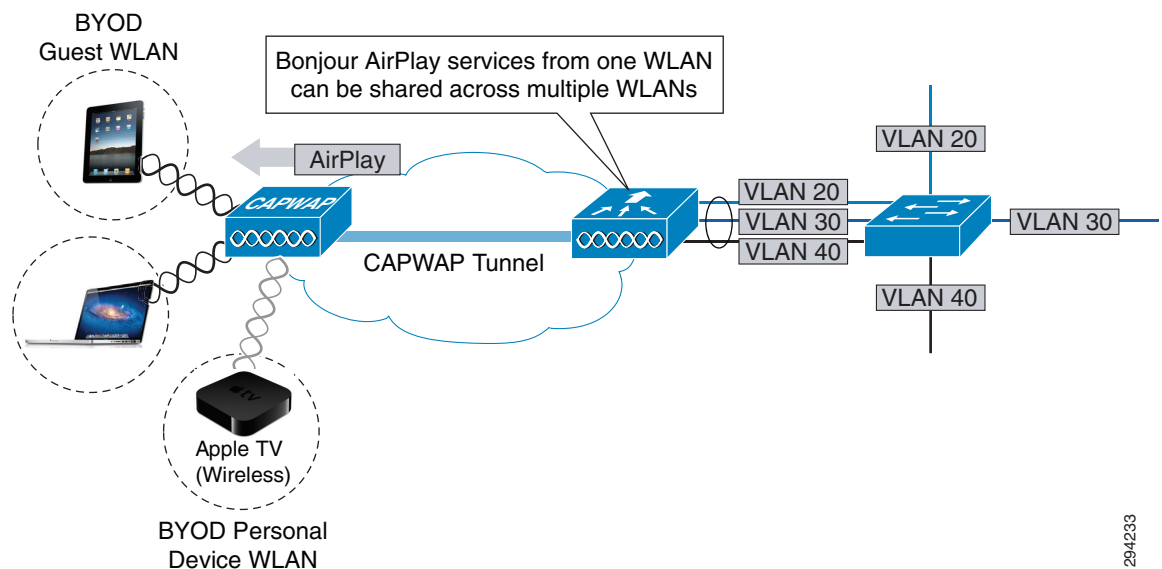 BYOD
Guest WLAN
Bonjour AirPlay services from one WLAN
can be shared across multiple WLANs
AirPlay
CAPWAP
CAPWAP Tunnel
VLAN 20
VLAN 20
VLAN 30
VLAN 40
VLAN 30
VLAN 40
tv
Apple TV
(Wireless)
BYOD Personal
Device WLAN
294233